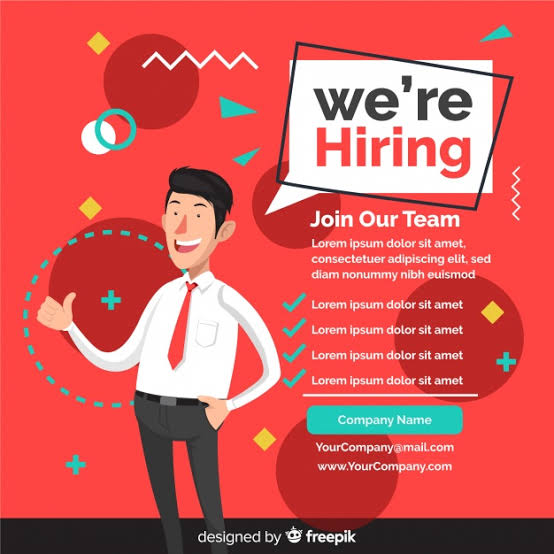 we're
Hiring
Join Our Team
Lorem ipsum dolor sit amet,
consectetuer adipiscing elit, sed
diam nonummy nibh euismod
Lorem ipsum dolor sit amet
Lorem ipsum dolor sit amet
Lorem ipsum dolor sit amet
Lorem ipsum dolor sit amet
Company Name
YourCompany@mail.com
www.YourCompany.com
designed by freepik